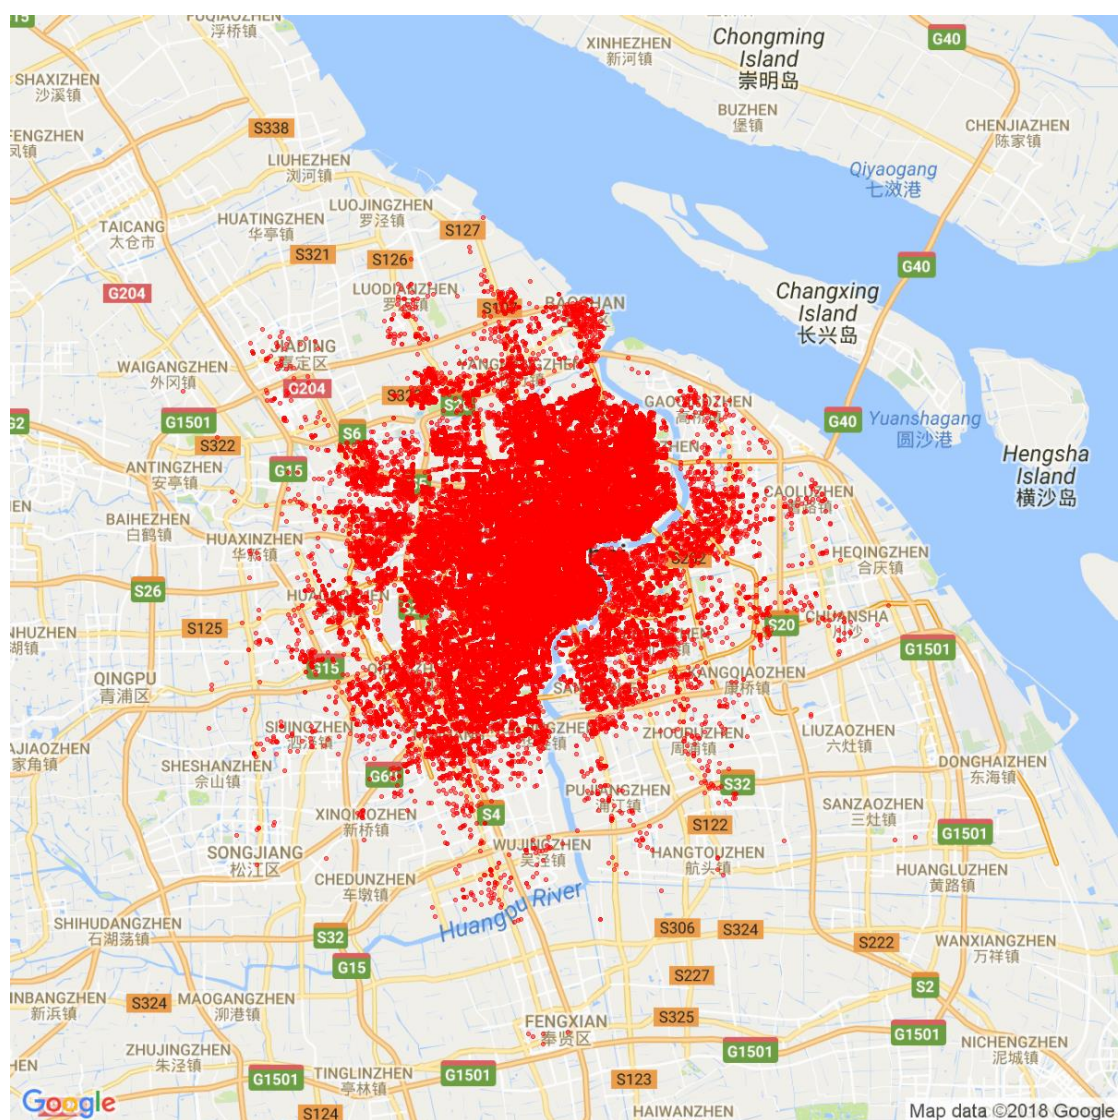 G15
FUQIAOZHEN
浮桥镇
Chongming
Island
崇明岛
G40
XINHEZHEN
新河镇
SHAXIZHEN
沙溪镇
BUZHEN
堡镇
S338
CHENJIAZHEN
陈家镇
LIUHEZHEN
浏河镇
Qiyaogang
七滧港
LUOJINGZHEN
罗泾镇
HUATINGZHEN
华亭镇
TAICANG
太仓市
S127
S321
S126
G40
G204
LUODIANZHEN
Changxing
Island
长兴岛
JIADING
嘉定区
WAIGANGZHEN
外冈镇
G204
G1501
S6
S322
G15
G40
Yuanshagang
圆沙港
Hengsha
Island
横沙岛
ANTINGZHEN
安亭镇
BAIHEZHEN
白鹤镇
HUAXINZHEN
CAOLUZHEN
HEQINGZHEN
合庆镇
S26
S125
S20
CHUANSHA
G1501
QINGPU
青浦区
G15
KANGQIAOZHEN
康桥镇
SIJINGZHEN
泗泾镇
LIUZAOZHEN
六灶镇
ZHOUPUZHEN
周浦镇
SHESHANZHEN
佘山镇
DONGHAIZHEN
东海镇
PUJIANGZHEN
浦江镇
S32
XINQIAOZHEN
新桥镇
S4
S122
SANZAOZHEN
三灶镇
G1501
SONGJIANG
松江区
WUJINGZHEN
吴泾镇
HANGTOUZHEN
航头镇
HUANGLUZHEN
黄路镇
CHEDUNZHEN
车墩镇
Huangpu River
SHIHUDANGZHEN
石湖荡镇
S32
G15
S306
S324
S222
WANXIANGZHEN
万祥镇
S227
S2
XINBANGZHEN
新浜镇
S324
MAOGANGZHEN
泖港镇
FENGXIAN
奉贤区
S325
G1501
NICHENGZHEN
泥城镇
ZHUJINGZHEN
朱泾镇
G1501
TINGLINZHEN
亭林镇
G1501
G1501
S123
S124
HAIWANZHEN
Google
Map data ©2018 Google